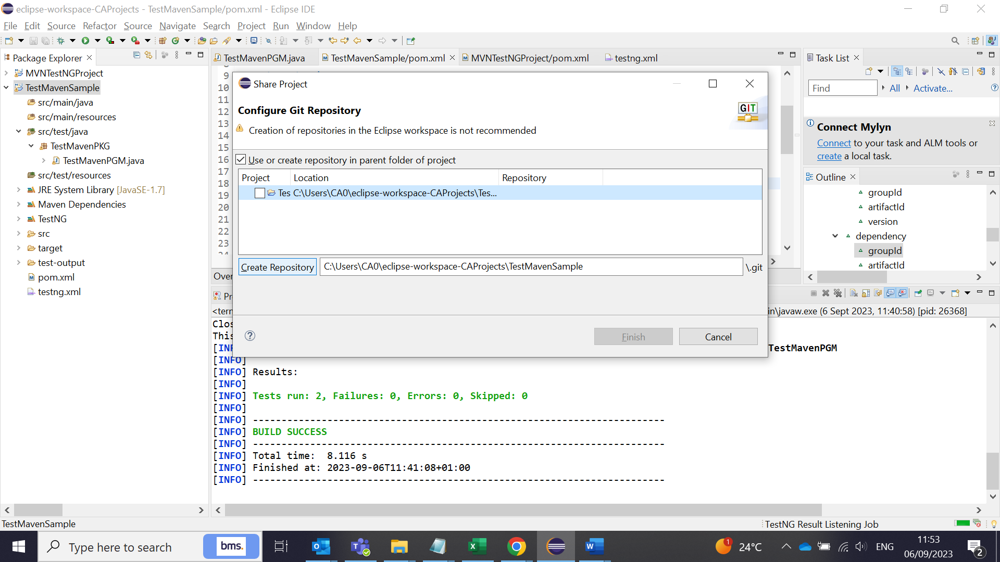 eclipse-workspace-CAProjects - TestMavenSample/pom.xml - Eclipse IDE
File Edit Source Refactor Source Navigate Search Project Run Window Help
Package Explorer
MVNTestNGProject
TestMavenSample
src/main/java
src/main/resources
src/test/java
TestMavenPKG
TestMavenPGM.java
src/test/resources
JRE System Library [JavaSE-1.7]
Maven Dependencies
TestNG
src
target
test-output
pom.xml
testng.xml
TestMavenPGM.java TestMavenSample/pom.xml MVNTestNGProject/pom.xml testng.xml
9
10
11
12
13
14
15
16
17
18
19
20
21
22
23
24
Over
Share Project
Configure Git Repository
GIT
Creation of repositories in the Eclipse workspace is not recommended
Use or create repository in parent folder of project
Project Location Repository
Tes C:\Users\CA0\eclipse-workspace-CAProjects\Tes...
Create Repository C:\Users\CA0\eclipse-workspace-CAProjects\TestMavenSample \.git
Finish Cancel
Task List
Find All Activate...
Connect Mylyn
Connect to your task and ALM tools or
create a local task.
Outline
groupId
artifactId
version
dependency
groupId
artifactId
Pr
<tern in\javaw.exe (6 Sept 2023, 11:40:58) [pid: 26368]
Clos
This
[INF TestMavenPGM
[INFO]
[INFO] Results:
[INFO]
[INFO] Tests run: 2, Failures: 0, Errors: 0, Skipped: 0
[INFO]
[INFO] ------------------------------------------------------------------------
[INFO] BUILD SUCCESS
[INFO] ------------------------------------------------------------------------
[INFO] Total time:  8.116 s
[INFO] Finished at: 2023-09-06T11:41:08+01:00
[INFO] ------------------------------------------------------------------------
TestMavenSample TestNG Result Listening Job
Type here to search bms. 1 24°C ENG 11:53
06/09/2023 2